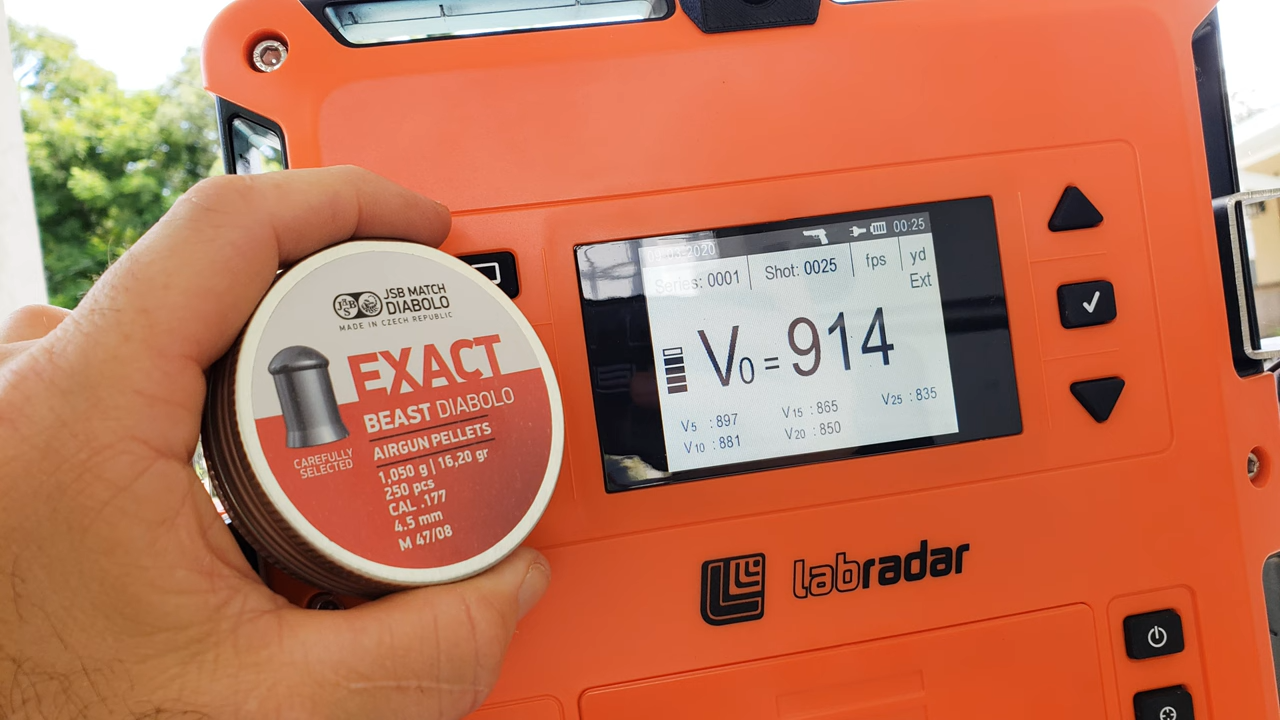 JSB
JSB MATCH
DIABOLO
MADE IN CZECH REPUBLIC
EXACT
BEAST DIABOLO
AIRGUN PELLETS
CAREFULLY
SELECTED
1,050 g | 16,20 gr
250 pcs
CAL .177
4.5 mm
M 47/08
-2020 00:25
Series: 0001 Shot: 0025 fps yd
Ext
V0 = 914
V5 : 897 V15 : 865 V25 : 835
V10 : 881 V20 : 850
labradar